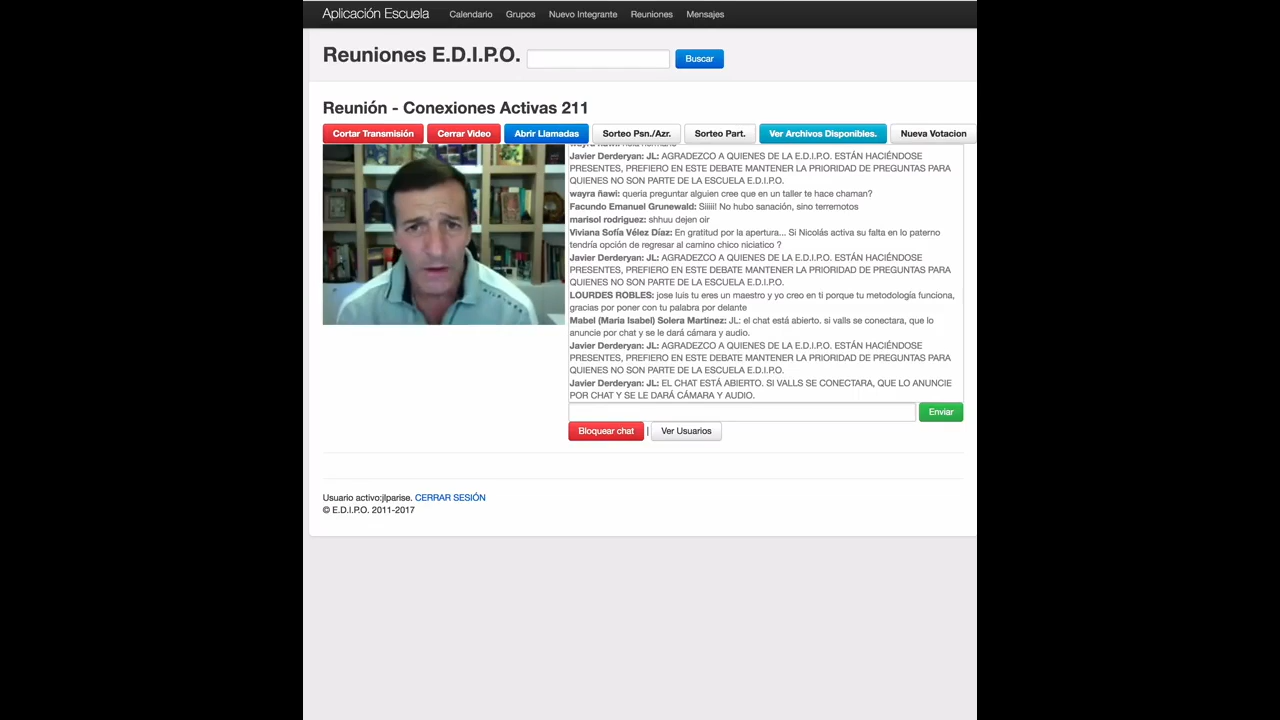 Aplicación Escuela Calendario Grupos Nuevo Integrante Reuniones Mensajes
Reuniones E.D.I.P.O. Buscar
Reunión - Conexiones Activas 211
Cortar Transmisión Cerrar Video Abrir Llamadas Sorteo Psn./Azr. Sorteo Part. Ver Archivos Disponibles. Nueva Votacion
Javier Derderyan: JL: AGRADEZCO A QUIENES DE LA E.D.I.P.O. ESTÁN HACIÉNDOSE
PRESENTES, PREFIERO EN ESTE DEBATE MANTENER LA PRIORIDAD DE PREGUNTAS PARA
QUIENES NO SON PARTE DE LA ESCUELA E.D.I.P.O.
wayra ñawi: queria preguntar alguien cree que en un taller te hace chaman?
Facundo Emanuel Grunewald: Siiiii! No hubo sanación, sino terrernotos
marisol rodriguez: shhuu dejen oir
Viviana Sofía Vélez Díaz: En gratitud por la apertura... Si Nicolás activa su falta en lo paterno
tendría opción de regresar al camino chico niciatico ?
Javier Derderyan: JL: AGRADEZCO A QUIENES DE LA E.D.I.P.O. ESTÁN HACIÉNDOSE
PRESENTES, PREFIERO EN ESTE DEBATE MANTENER LA PRIORIDAD DE PREGUNTAS PARA
QUIENES NO SON PARTE DE LA ESCUELA E.D.I.P.O.
LOURDES ROBLES: jose luis tu eres un maestro y yo creo en ti porque tu metodología funciona,
gracias por poner con tu palabra por delante
Mabel (Maria Isabel) Solera Martinez: JL: el chat está abierto. si valls se conectara, que lo
anuncie por chat y se le dará cámara y audio.
Javier Derderyan: JL: AGRADEZCO A QUIENES DE LA E.D.I.P.O. ESTÁN HACIÉNDOSE
PRESENTES, PREFIERO EN ESTE DEBATE MANTENER LA PRIORIDAD DE PREGUNTAS PARA
QUIENES NO SON PARTE DE LA ESCUELA E.D.I.P.O.
Javier Derderyan: JL: EL CHAT ESTÁ ABIERTO. SI VALLS SE CONECTARA, QUE LO ANUNCIE
POR CHAT Y SE LE DARÁ CÁMARA Y AUDIO.
Enviar
Bloquear chat | Ver Usuarios
Usuario activo:jlparise. CERRAR SESIÓN
© E.D.I.P.O. 2011-2017